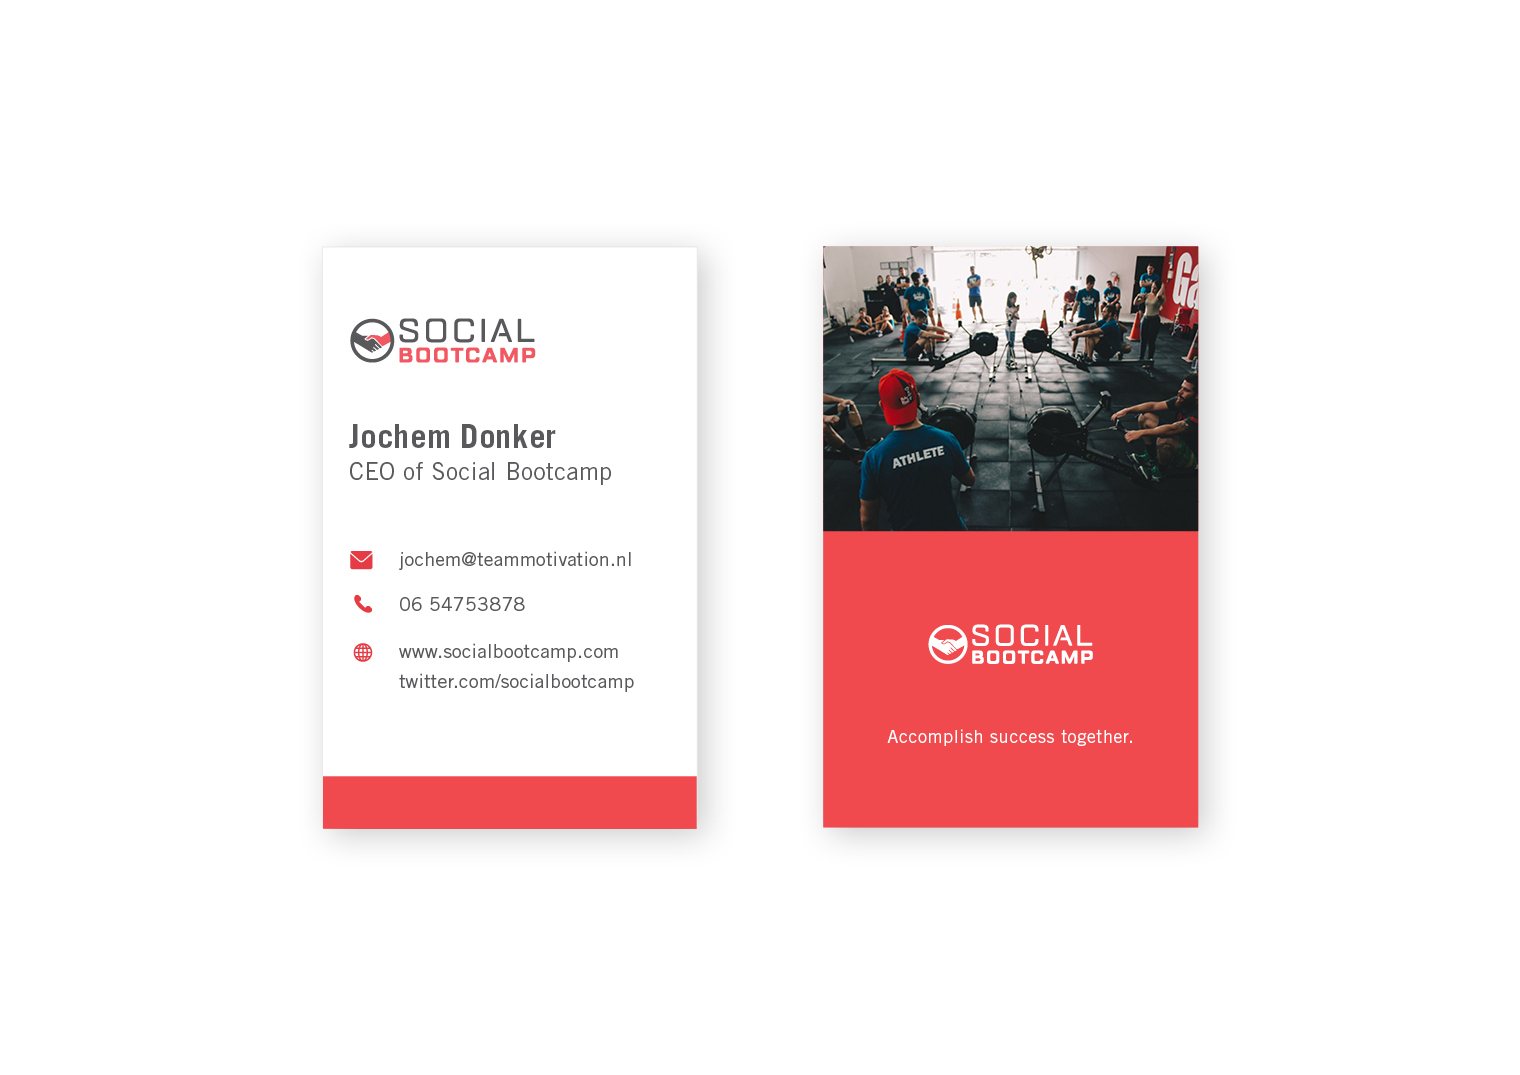 SOCIAL
BOOTCAMP
Jochem Donker
CEO of Social Bootcamp
jochem@teammotivation.nl
06 54753878
www.socialbootcamp.com
twitter.com/socialbootcamp
Ga
ATHLETE
SOCIAL
BOOTCAMP
Accomplish success together.